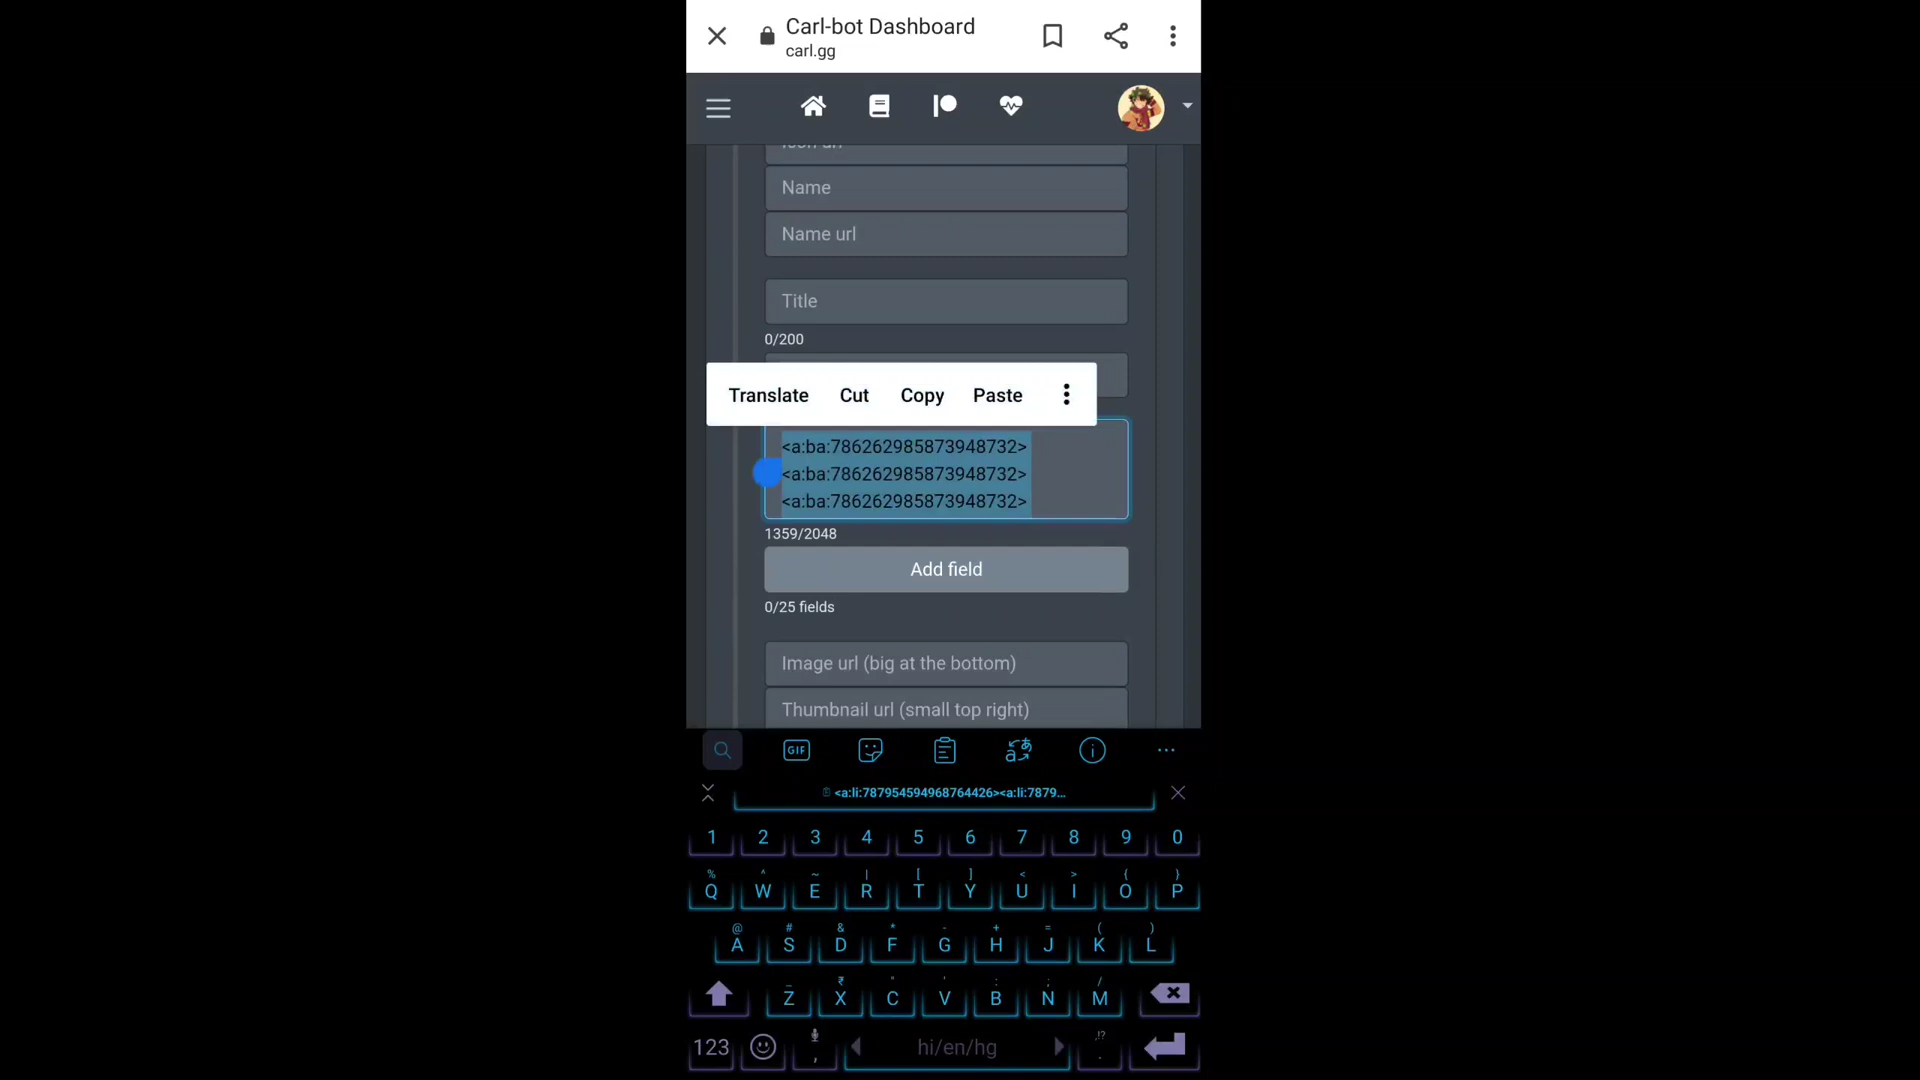 Carl-bot Dashboard
carl.gg
Icon url
Name
Name url
Title
0/200
Translate Cut Copy Paste
<a:ba:786262985873948732>
<a:ba:786262985873948732>
<a:ba:786262985873948732>
1359/2048
Add field
0/25 fields
Image url (big at the bottom)
Thumbnail url (small top right)
GIF
<a:li:787954594968764426><a:li:7879...
1 2 3 4 5 6 7 8 9 0
% ^ ~ | [ ] < > { }
Q W E R T Y U I O P
@ # & * - + = ( )
A S D F G H J K L
_ ₹ " ' : ; /
Z X C V B N M
123 , hi/en/hg ,!? .